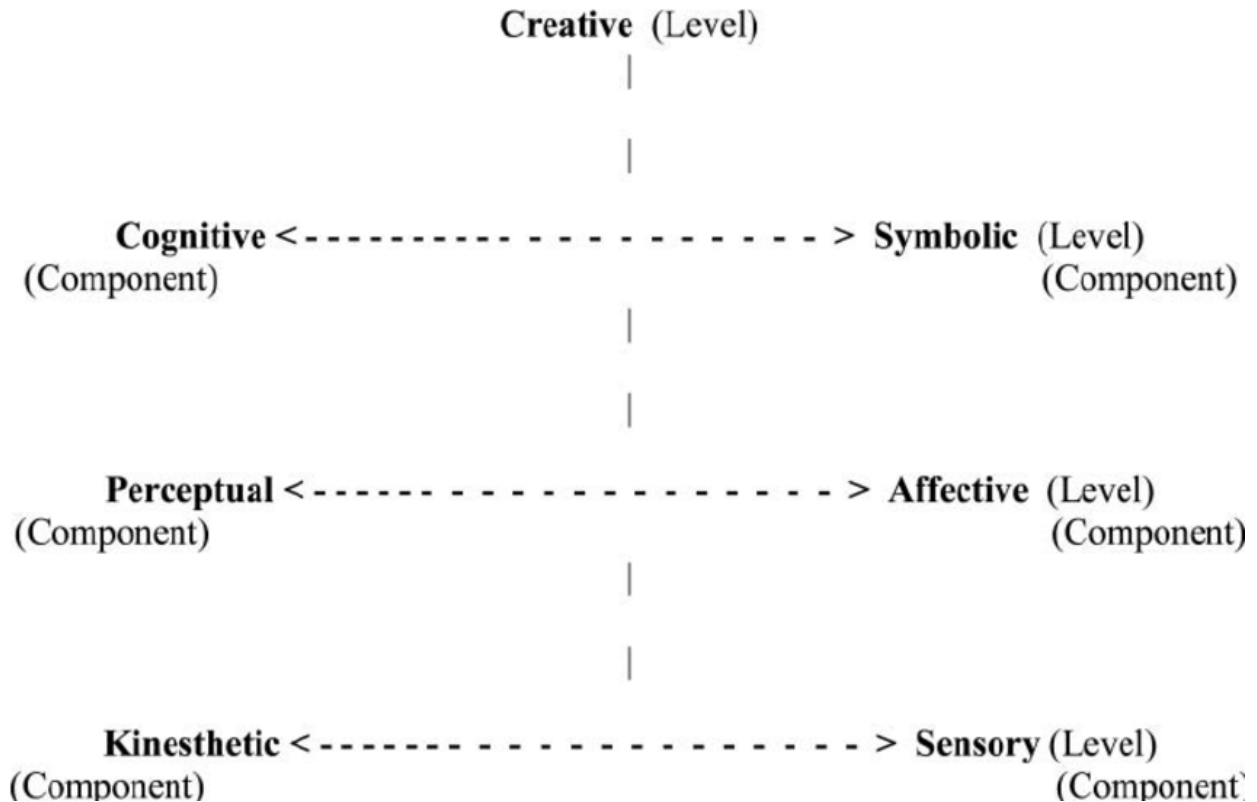 Creative (Level)
|
|
Cognitive <- - - - - - - - - - - - - - - - - - - - - - > Symbolic (Level)
(Component) (Component)
|
|
Perceptual <- - - - - - - - - - - - - - - - - - - - - - > Affective (Level)
(Component) (Component)
|
|
Kinesthetic <- - - - - - - - - - - - - - - - - - - - - - > Sensory (Level)
(Component) (Component)